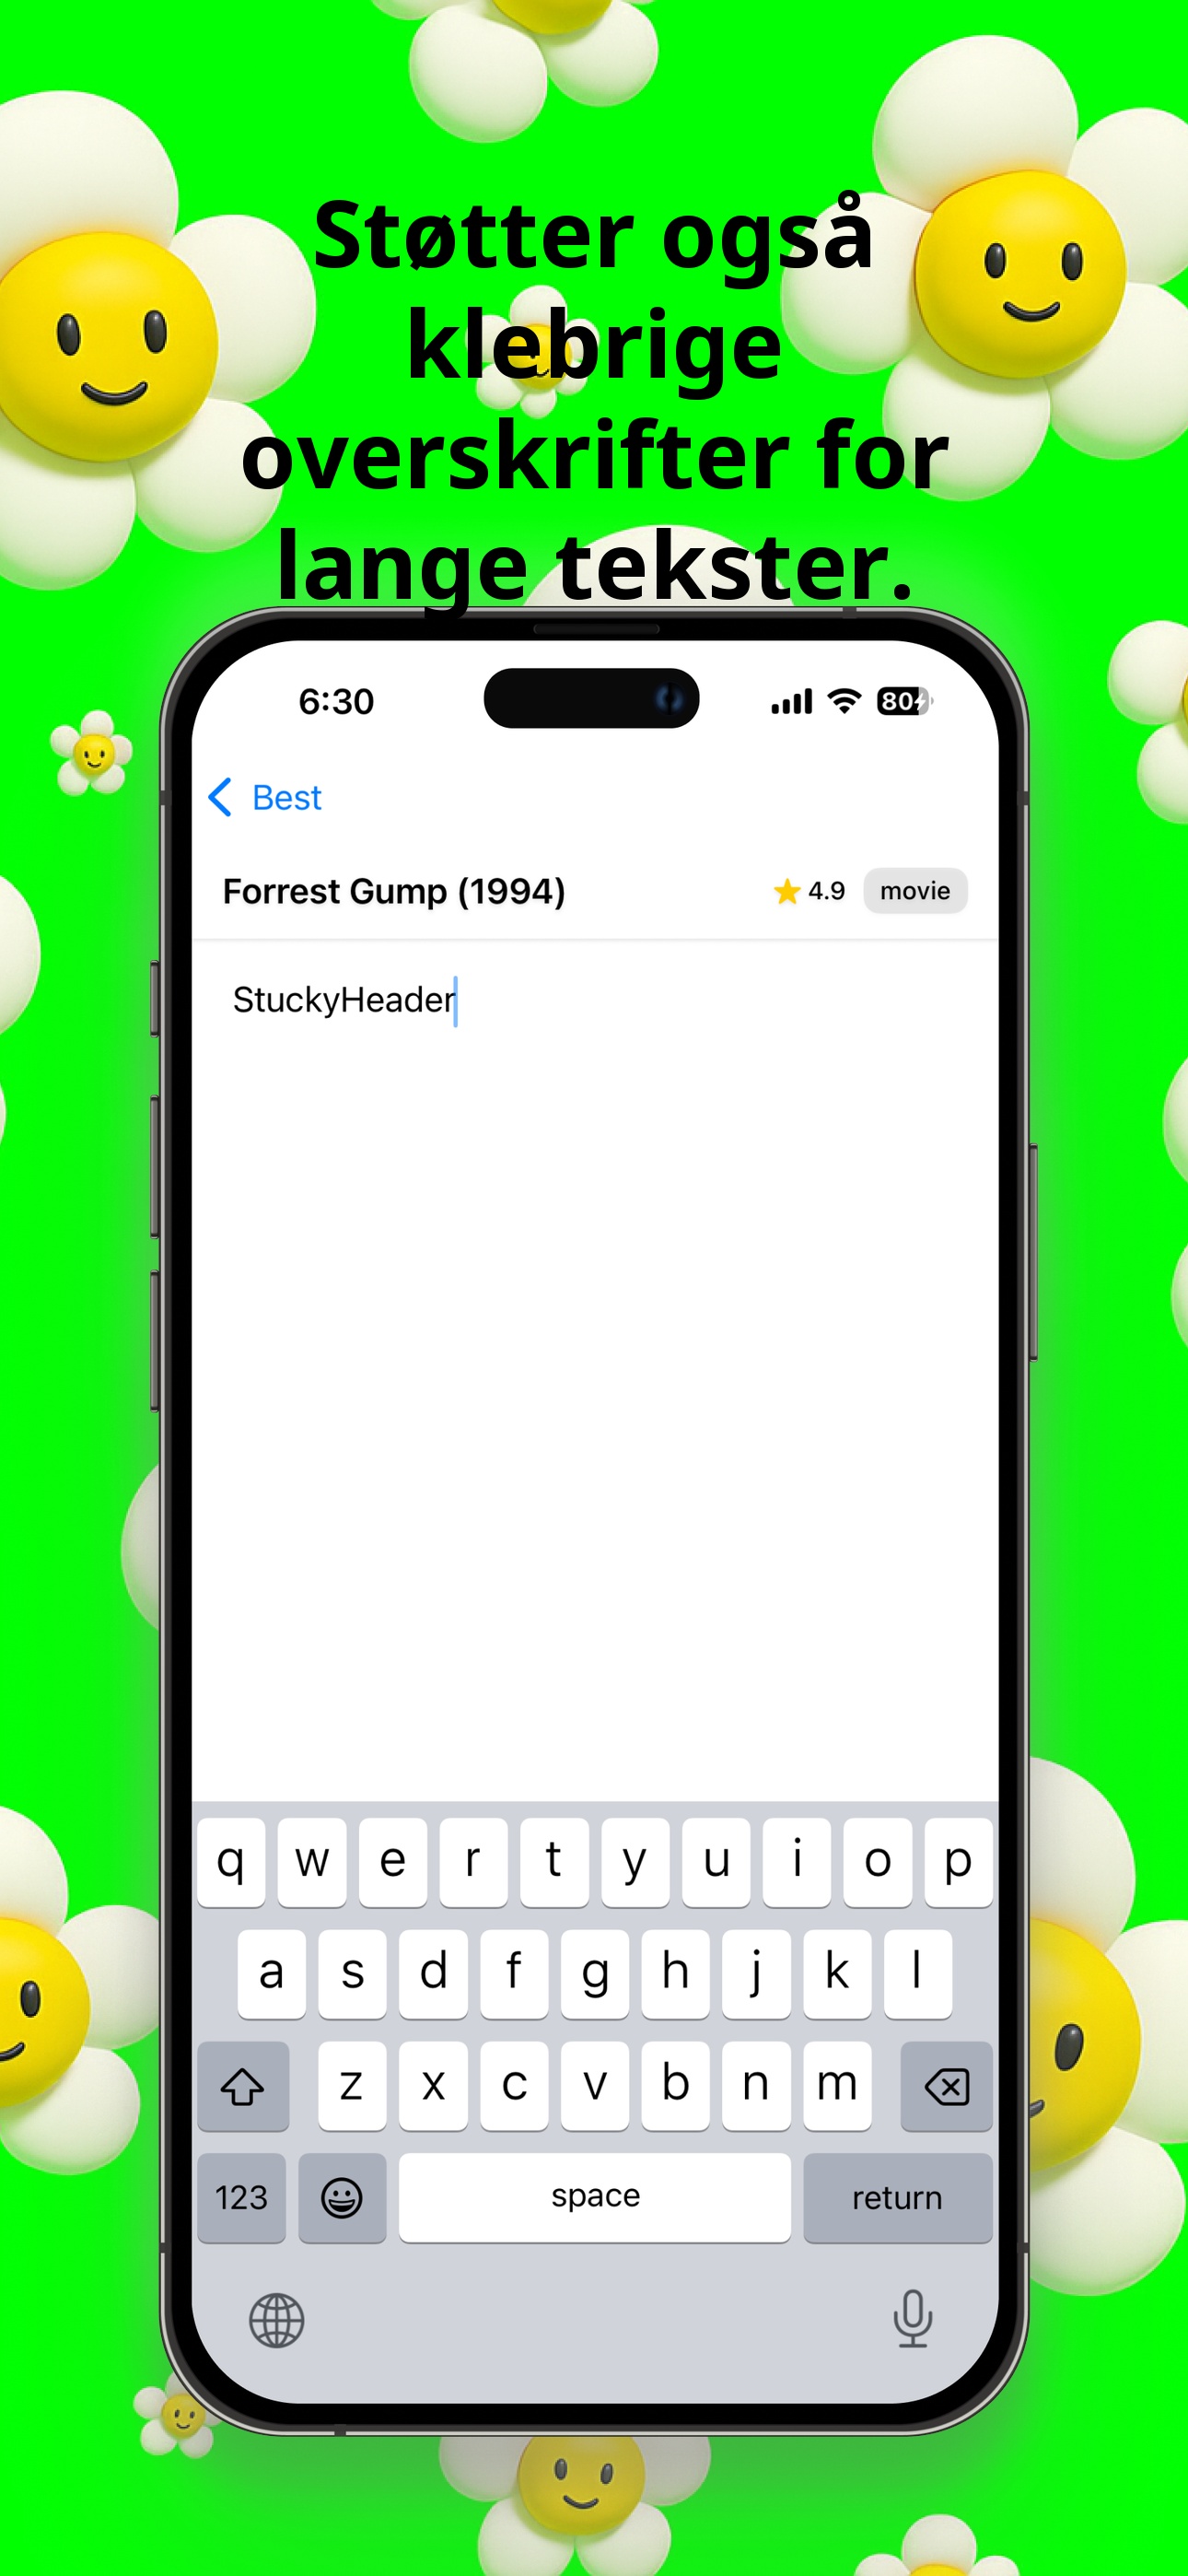 Støtter også
klebrige
overskrifter for
lange tekster.
6:30
80
Best
Forrest Gump (1994)
4.9
movie
StuckyHeader
q w e r t y u i o p
a s d f g h j k l
z x c v b n m
123
space
return